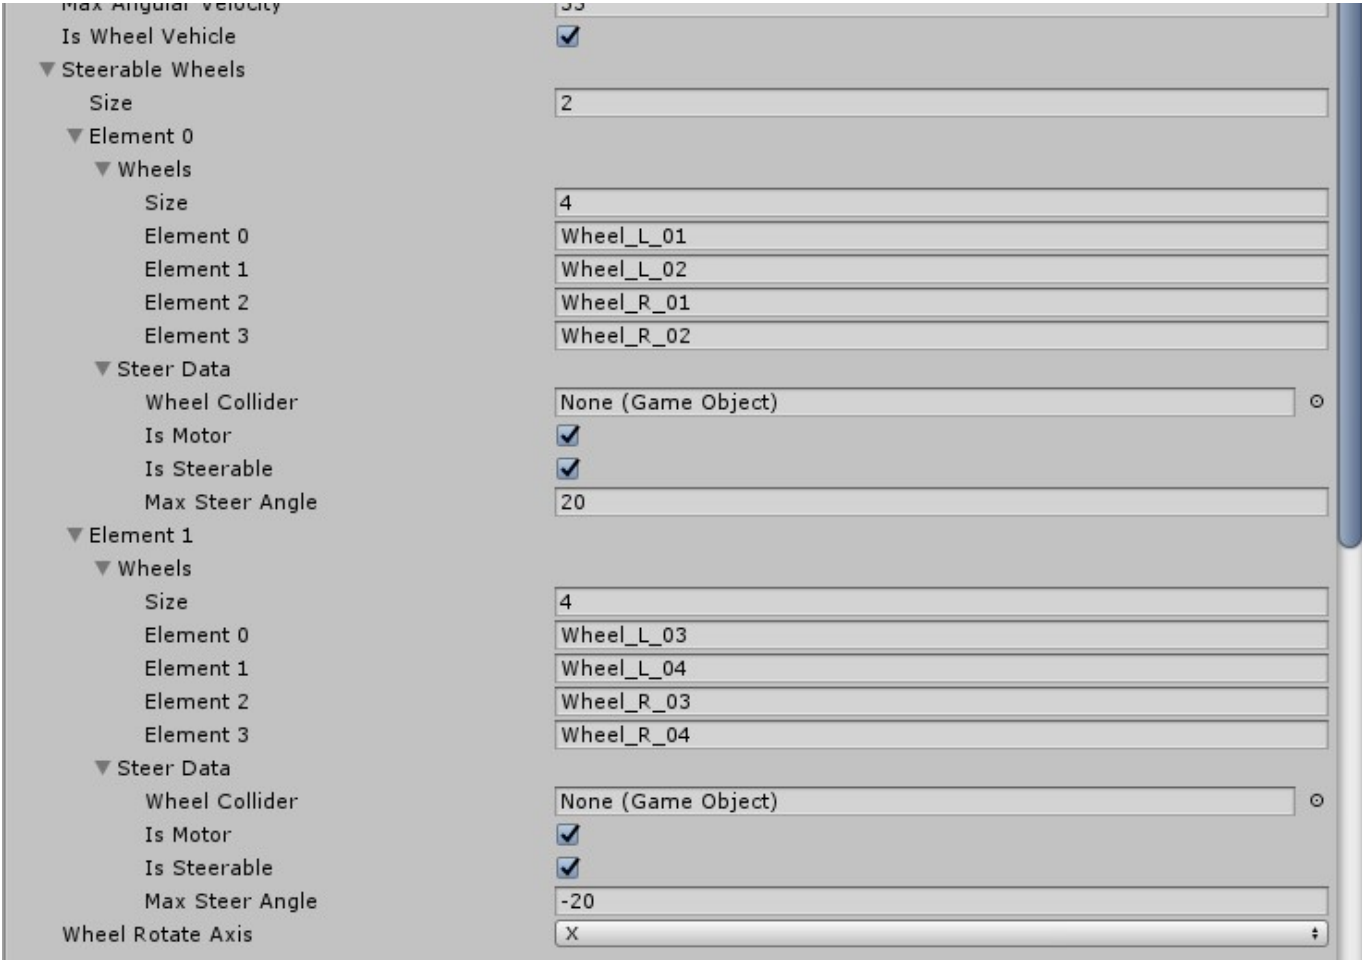 Max Angular Velocity
Is Wheel Vehicle
Steerable Wheels
Size 2
Element 0
Wheels
Size 4
Element 0 Wheel_L_01
Element 1 Wheel_L_02
Element 2 Wheel_R_01
Element 3 Wheel_R_02
Steer Data
Wheel Collider None (Game Object)
Is Motor
Is Steerable
Max Steer Angle 20
Element 1
Wheels
Size 4
Element 0 Wheel_L_03
Element 1 Wheel_L_04
Element 2 Wheel_R_03
Element 3 Wheel_R_04
Steer Data
Wheel Collider None (Game Object)
Is Motor
Is Steerable
Max Steer Angle -20
Wheel Rotate Axis X